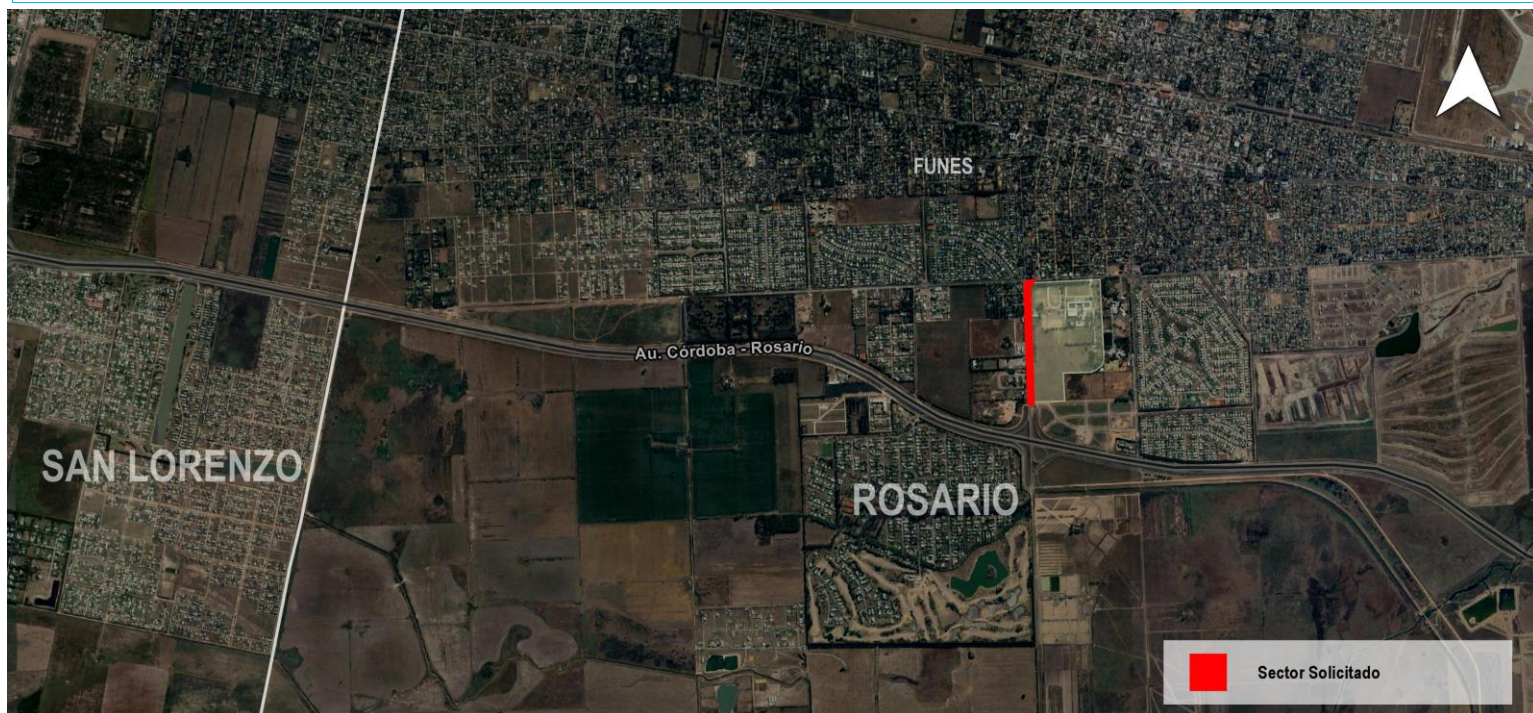 FUNES
Au. Córdoba - Rosario
SAN LORENZO
ROSARIO
Sector Solicitado